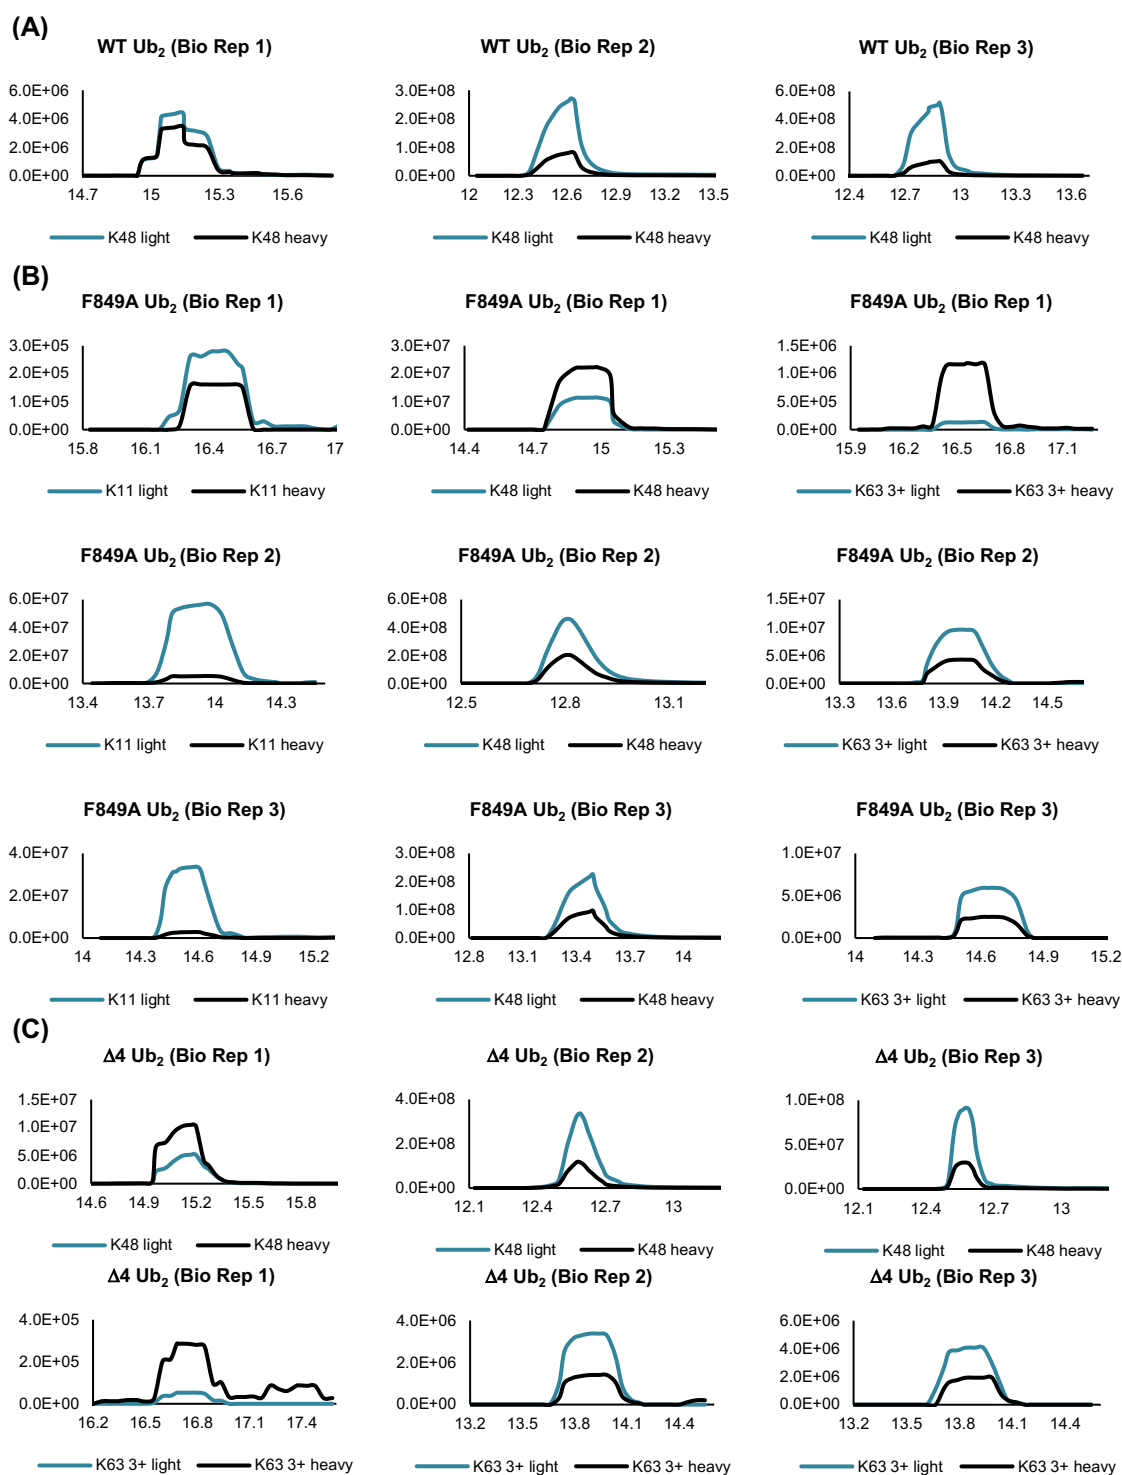 (A)
WT Ub2 (Bio Rep 1)
6.0E+06
4.0E+06
2.0E+06
0.0E+00
14.7 15 15.3 15.6
K48 light K48 heavy
WT Ub2 (Bio Rep 2)
3.0E+08
2.0E+08
1.0E+08
0.0E+00
12 12.3 12.6 12.9 13.2 13.5
K48 light K48 heavy
WT Ub2 (Bio Rep 3)
6.0E+08
4.0E+08
2.0E+08
0.0E+00
12.4 12.7 13 13.3 13.6
K48 light K48 heavy
(B)
F849A Ub2 (Bio Rep 1)
3.0E+05
2.0E+05
1.0E+05
0.0E+00
15.8 16.1 16.4 16.7 17
K11 light K11 heavy
F849A Ub2 (Bio Rep 1)
3.0E+07
2.0E+07
1.0E+07
0.0E+00
14.4 14.7 15 15.3
K48 light K48 heavy
F849A Ub2 (Bio Rep 1)
1.5E+06
1.0E+06
5.0E+05
0.0E+00
15.9 16.2 16.5 16.8 17.1
K63 3+ light K63 3+ heavy
F849A Ub2 (Bio Rep 2)
6.0E+07
4.0E+07
2.0E+07
0.0E+00
13.4 13.7 14 14.3
K11 light K11 heavy
F849A Ub2 (Bio Rep 2)
6.0E+08
4.0E+08
2.0E+08
0.0E+00
12.5 12.8 13.1
K48 light K48 heavy
F849A Ub2 (Bio Rep 2)
1.5E+07
1.0E+07
5.0E+06
0.0E+00
13.3 13.6 13.9 14.2 14.5
K63 3+ light K63 3+ heavy
F849A Ub2 (Bio Rep 3)
4.0E+07
2.0E+07
0.0E+00
14 14.3 14.6 14.9 15.2
K11 light K11 heavy
F849A Ub2 (Bio Rep 3)
3.0E+08
2.0E+08
1.0E+08
0.0E+00
12.8 13.1 13.4 13.7 14
K48 light K48 heavy
F849A Ub2 (Bio Rep 3)
1.0E+07
5.0E+06
0.0E+00
14 14.3 14.6 14.9 15.2
K63 3+ light K63 3+ heavy
(C)
Δ4 Ub2 (Bio Rep 1)
1.5E+07
1.0E+07
5.0E+06
0.0E+00
14.6 14.9 15.2 15.5 15.8
K48 light K48 heavy
Δ4 Ub2 (Bio Rep 2)
4.0E+08
2.0E+08
0.0E+00
12.1 12.4 12.7 13
K48 light K48 heavy
Δ4 Ub2 (Bio Rep 3)
1.0E+08
5.0E+07
0.0E+00
12.1 12.4 12.7 13
K48 light K48 heavy
Δ4 Ub2 (Bio Rep 1)
4.0E+05
2.0E+05
0.0E+00
16.2 16.5 16.8 17.1 17.4
K63 3+ light K63 3+ heavy
Δ4 Ub2 (Bio Rep 2)
4.0E+06
2.0E+06
0.0E+00
13.2 13.5 13.8 14.1 14.4
K63 3+ light K63 3+ heavy
Δ4 Ub2 (Bio Rep 3)
6.0E+06
4.0E+06
2.0E+06
0.0E+00
13.2 13.5 13.8 14.1 14.4
K63 3+ light K63 3+ heavy